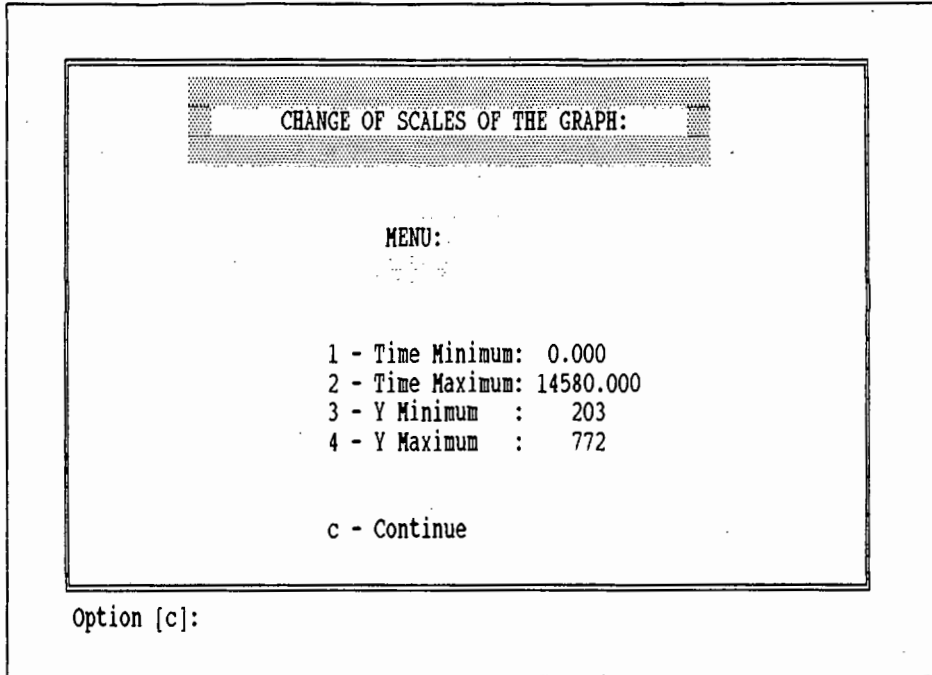 CHANGE OF SCALES OF THE GRAPH:
MENU:
1 - Time Minimum: 0.000
2 - Time Maximum: 14580.000
3 - Y Minimum : 203
4 - Y Maximum : 772
c - Continue
Option [c]: